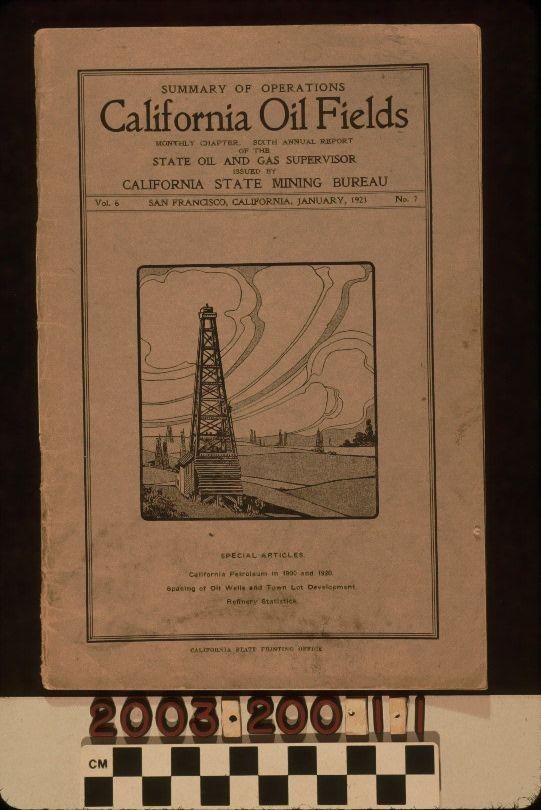 SUMMARY OF OPERATIONS
California Oil Fields
MONTHLY CHAPTER, SIXTH ANNUAL REPORT
OF THE
STATE OIL AND GAS SUPERVISOR
ISSUED BY
CALIFORNIA STATE MINING BUREAU
Vol. 6 SAN FRANCISCO, CALIFORNIA, JANUARY, 1921 No. 7
SPECIAL ARTICLES.
California Petroleum in 1900 and 1920.
Spacing of Oil Wells and Town Lot Development.
Refinery Statistics.
CALIFORNIA STATE PRINTING OFFICE
2003.200.1.1
CM